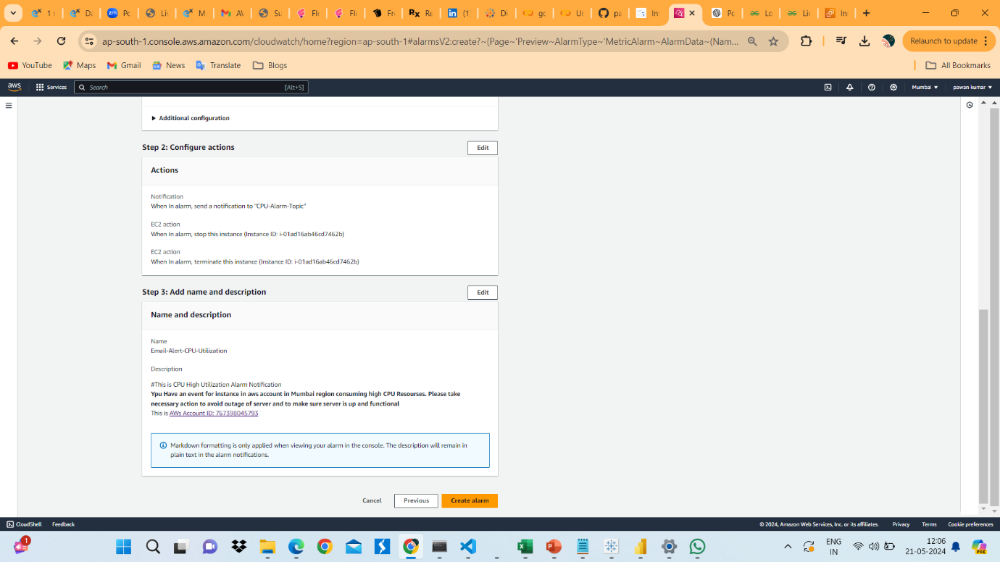 Po
Liv
M
AV
Su
Flo
Flo
Fr
Re
(1)
Di
go
Ur
pa
In
Po
Lo
Lin
In
ap-south-1.console.aws.amazon.com/cloudwatch/home?region=ap-south-1#alarmsV2:create?~(Page~'Preview~AlarmType~'MetricAlarm~AlarmData~(Nam...
Relaunch to update
YouTube
Maps
Gmail
News
Translate
Blogs
All Bookmarks
aws
Services
Search
[Alt+S]
Mumbai
pawan kumar
Additional configuration
Step 2: Configure actions
Edit
Actions
Notification
When In alarm, send a notification to "CPU-Alarm-Topic"
EC2 action
When In alarm, stop this instance (Instance ID: i-01ad16ab46cd7462b)
EC2 action
When In alarm, terminate this instance (Instance ID: i-01ad16ab46cd7462b)
Step 3: Add name and description
Edit
Name and description
Name
Email-Alert-CPU-Utilization
Description
#This is CPU High Utilization Alarm Notification
Ypu Have an event for instance in aws account in Mumbai region consuming high CPU Resourses. Please take
necessary action to avoid outage of server and to make sure server is up and functional
This is AWs Account ID: 767398045793
Markdown formatting is only applied when viewing your alarm in the console. The description will remain in
plain text in the alarm notifications.
Cancel
Previous
Create alarm
CloudShell
Feedback
© 2024, Amazon Web Services, Inc. or its affiliates.
Privacy
Terms
Cookie preferences
1
ENG
IN
12:06
21-05-2024
PRE